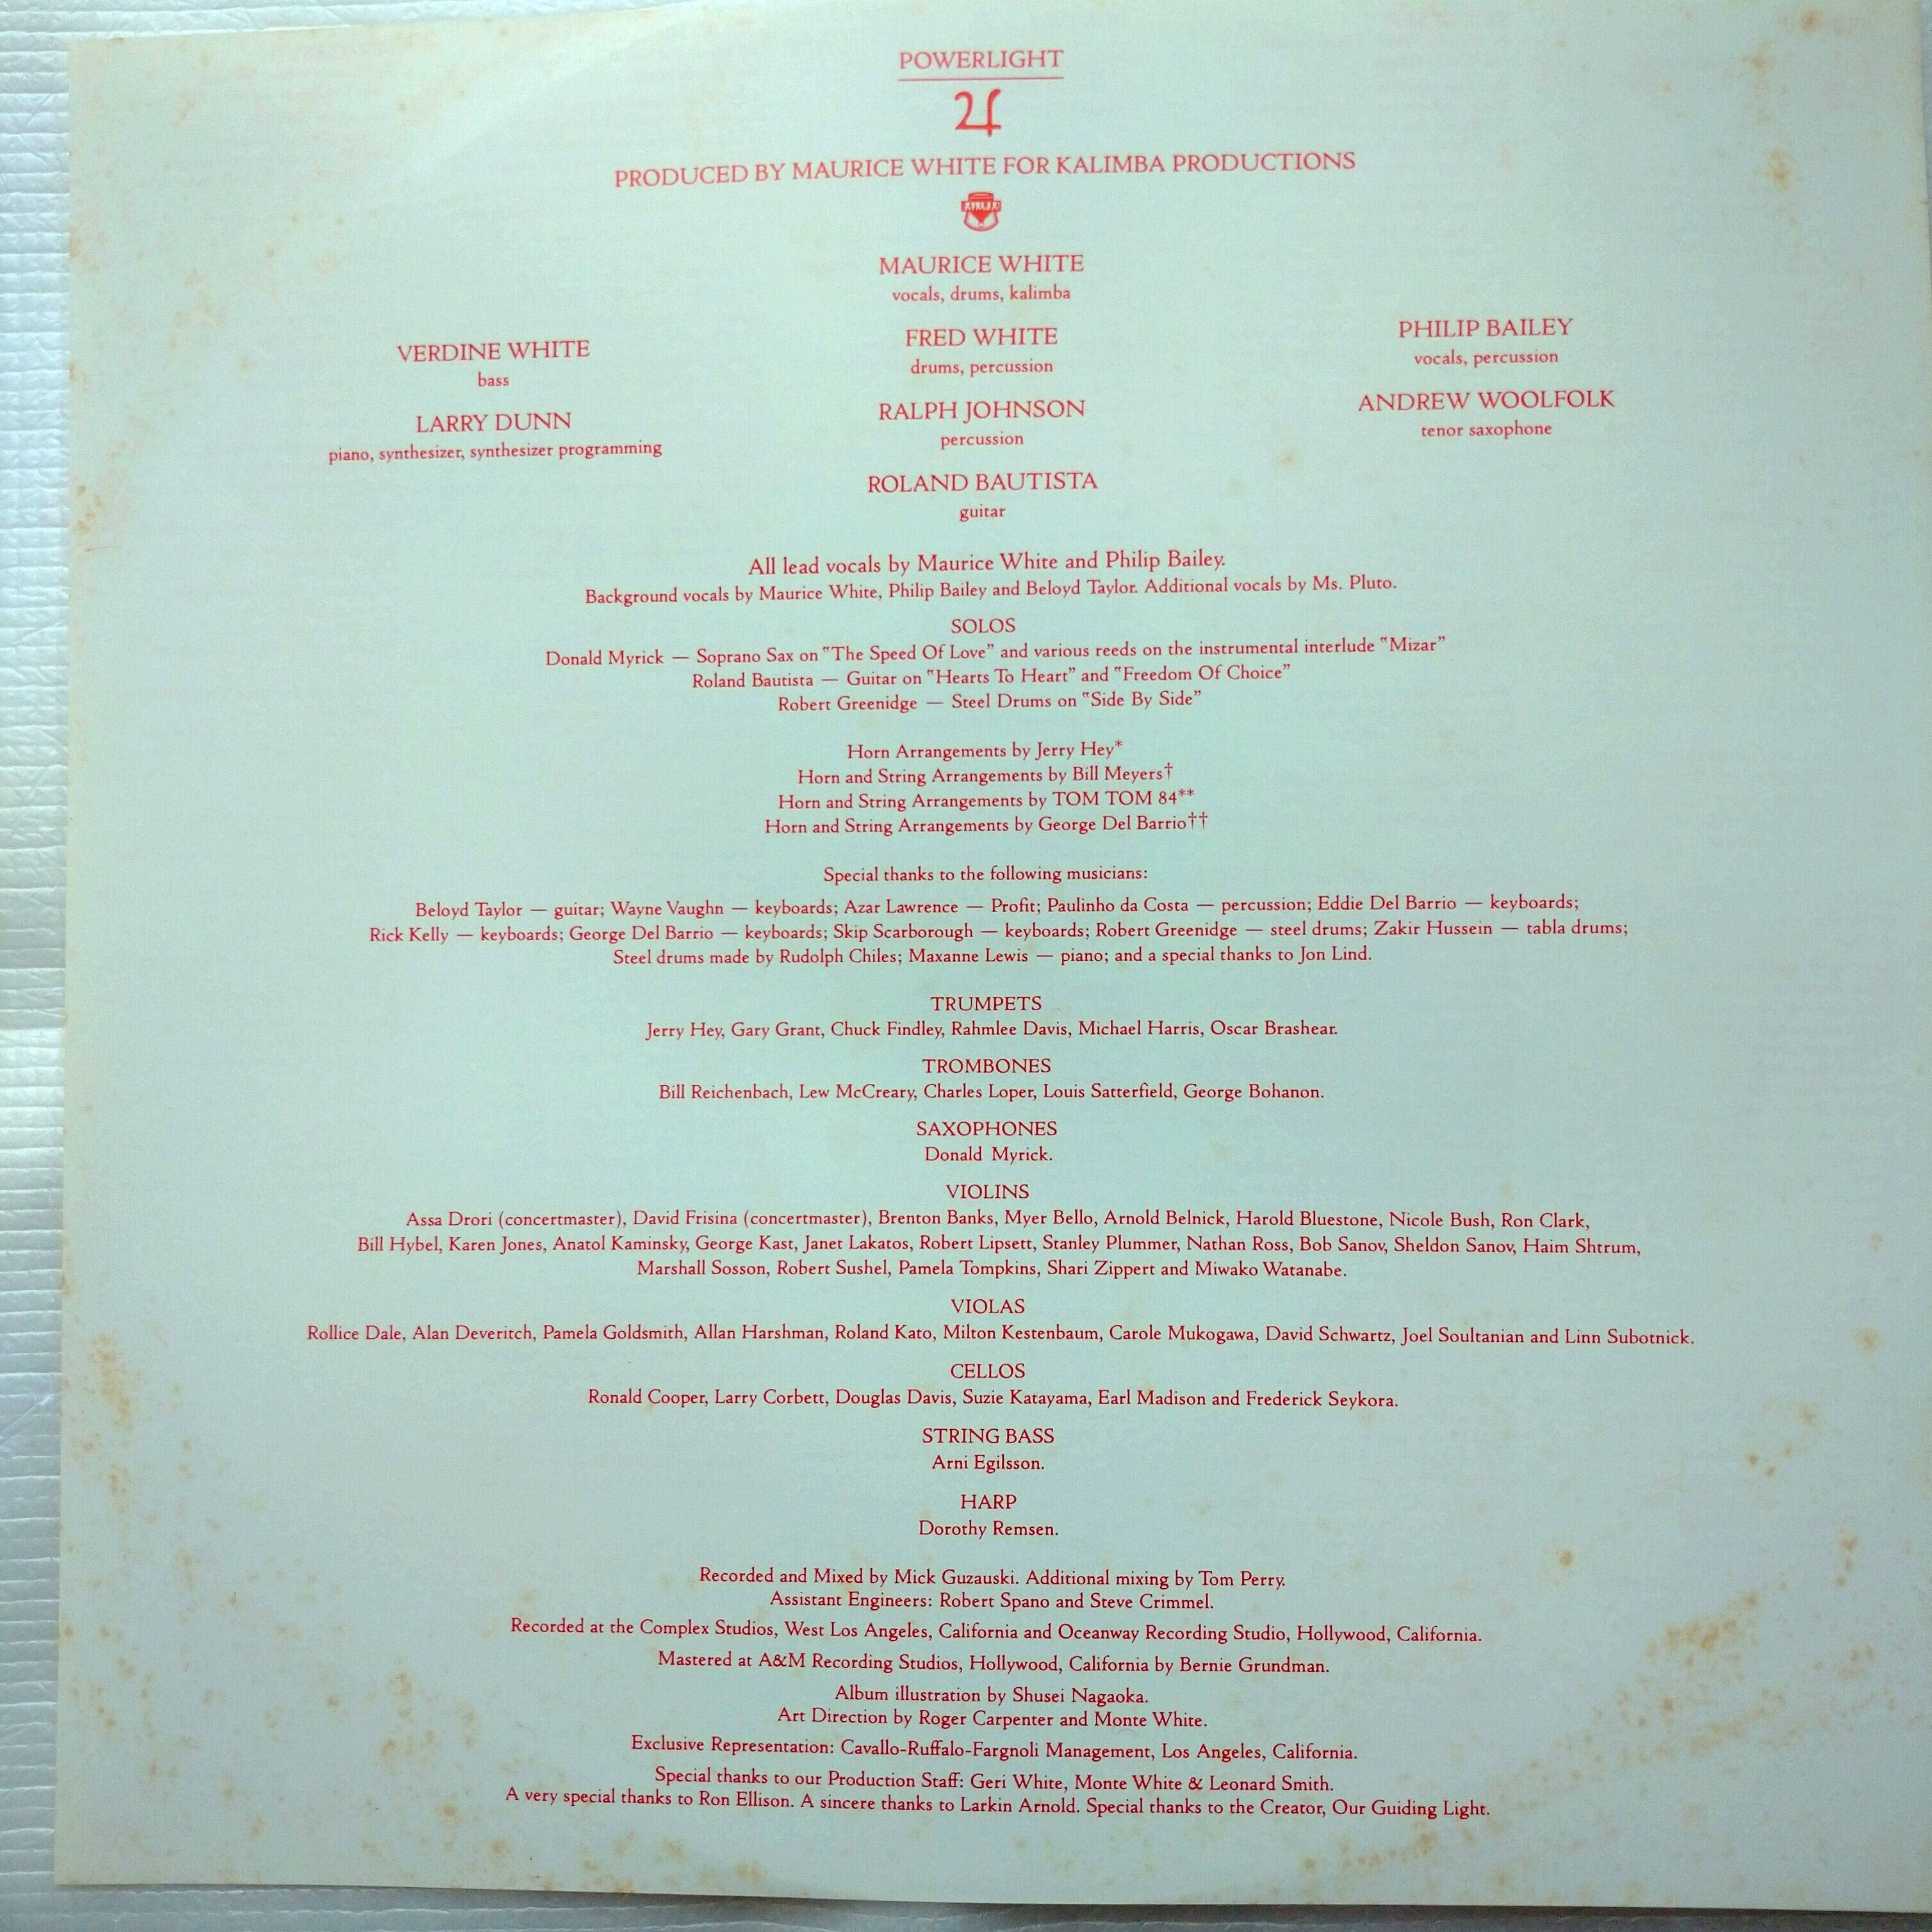 POWERLIGHT
PRODUCED BY MAURICE WHITE FOR KALIMBA PRODUCTIONS
MAURICE WHITE
vocals, drums, kalimba
VERDINE WHITE
bass
LARRY DUNN
piano, synthesizer, synthesizer programming
FRED WHITE
drums, percussion
RALPH JOHNSON
percussion
ROLAND BAUTISTA
guitar
PHILIP BAILEY
vocals, percussion
ANDREW WOOLFOLK
tenor saxophone
All lead vocals by Maurice White and Philip Bailey.
Background vocals by Maurice White, Philip Bailey and Beloyd Taylor. Additional vocals by Ms. Pluto.
SOLOS
Donald Myrick — Soprano Sax on "The Speed Of Love" and various reeds on the instrumental interlude "Mizar"
Roland Bautista — Guitar on "Hearts To Heart" and "Freedom Of Choice"
Robert Greenidge — Steel Drums on "Side By Side"
Horn Arrangements by Jerry Hey*
Horn and String Arrangements by Bill Meyers†
Horn and String Arrangements by TOM TOM 84**
Horn and String Arrangements by George Del Barrio††
Special thanks to the following musicians:
Beloyd Taylor — guitar; Wayne Vaughn — keyboards; Azar Lawrence — Profit; Paulinho da Costa — percussion; Eddie Del Barrio — keyboards;
Rick Kelly — keyboards; George Del Barrio — keyboards; Skip Scarborough — keyboards; Robert Greenidge — steel drums; Zakir Hussein — tabla drums;
Steel drums made by Rudolph Chiles; Maxanne Lewis — piano; and a special thanks to Jon Lind.
TRUMPETS
Jerry Hey, Gary Grant, Chuck Findley, Rahmlee Davis, Michael Harris, Oscar Brashear.
TROMBONES
Bill Reichenbach, Lew McCreary, Charles Loper, Louis Satterfield, George Bohanon.
SAXOPHONES
Donald Myrick.
VIOLINS
Assa Drori (concertmaster), David Frisina (concertmaster), Brenton Banks, Myer Bello, Arnold Belnick, Harold Bluestone, Nicole Bush, Ron Clark,
Bill Hybel, Karen Jones, Anatol Kaminsky, George Kast, Janet Lakatos, Robert Lipsett, Stanley Plummer, Nathan Ross, Bob Sanov, Sheldon Sanov, Haim Shtrum,
Marshall Sosson, Robert Sushel, Pamela Tompkins, Shari Zippert and Miwako Watanabe.
VIOLAS
Rollice Dale, Alan Deveritch, Pamela Goldsmith, Allan Harshman, Roland Kato, Milton Kestenbaum, Carole Mukogawa, David Schwartz, Joel Soultanian and Linn Subotnick.
CELLOS
Ronald Cooper, Larry Corbett, Douglas Davis, Suzie Katayama, Earl Madison and Frederick Seykora.
STRING BASS
Arni Egilsson.
HARP
Dorothy Remsen.
Recorded and Mixed by Mick Guzauski. Additional mixing by Tom Perry.
Assistant Engineers: Robert Spano and Steve Crimmel.
Recorded at the Complex Studios, West Los Angeles, California and Oceanway Recording Studio, Hollywood, California.
Mastered at A&M Recording Studios, Hollywood, California by Bernie Grundman.
Album illustration by Shusei Nagaoka.
Art Direction by Roger Carpenter and Monte White.
Exclusive Representation: Cavallo-Ruffalo-Fargnoli Management, Los Angeles, California.
Special thanks to our Production Staff: Geri White, Monte White & Leonard Smith.
A very special thanks to Ron Ellison. A sincere thanks to Larkin Arnold. Special thanks to the Creator, Our Guiding Light.